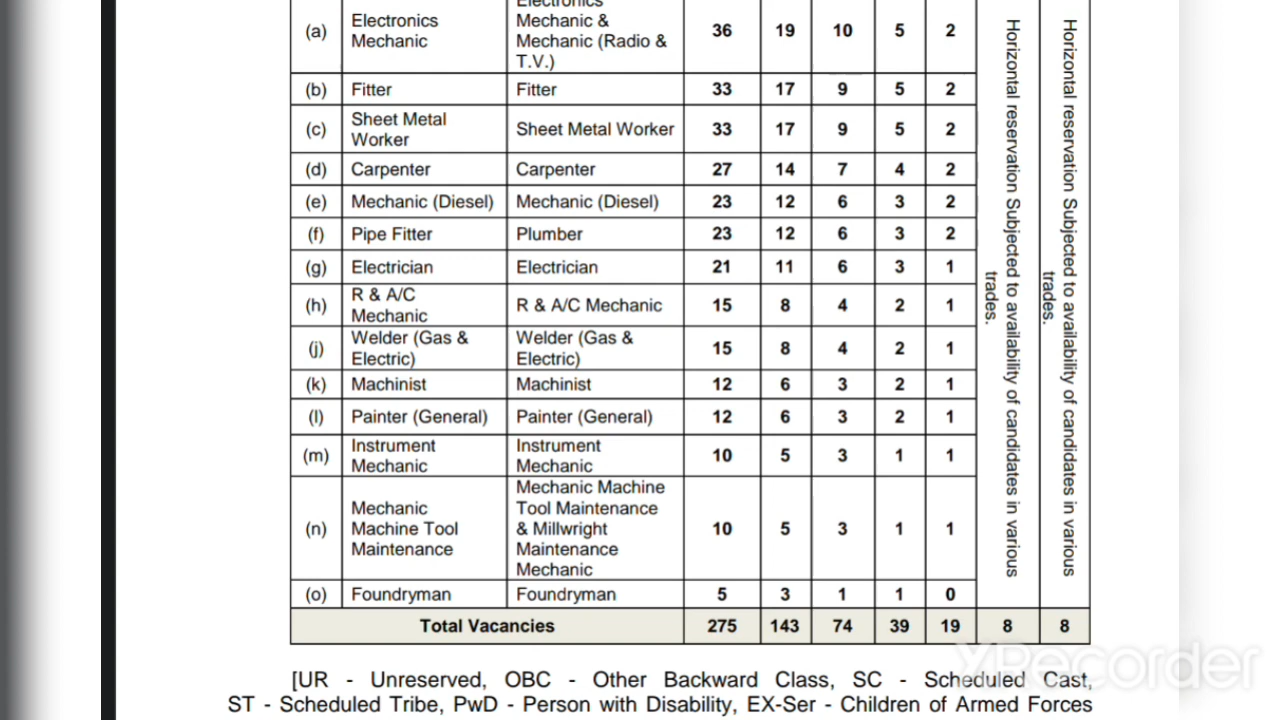 Electronics
(a) Electronics Mechanic & 36 19 10 5 2
Mechanic Mechanic (Radio &
T.V.)
(b) Fitter Fitter 33 17 9 5 2
(c) Sheet Metal Sheet Metal Worker 33 17 9 5 2
Worker
(d) Carpenter Carpenter 27 14 7 4 2
(e) Mechanic (Diesel) Mechanic (Diesel) 23 12 6 3 2
(f) Pipe Fitter Plumber 23 12 6 3 2
(g) Electrician Electrician 21 11 6 3 1
(h) R & A/C R & A/C Mechanic 15 8 4 2 1
Mechanic
(j) Welder (Gas & Welder (Gas & 15 8 4 2 1
Electric) Electric)
(k) Machinist Machinist 12 6 3 2 1
(l) Painter (General) Painter (General) 12 6 3 2 1
(m) Instrument Instrument 10 5 3 1 1
Mechanic Mechanic
Mechanic Machine
Mechanic Tool Maintenance
(n) Machine Tool & Millwright 10 5 3 1 1
Maintenance Maintenance
Mechanic
(o) Foundryman Foundryman 5 3 1 1 0
Horizontal reservation Subjected to availability of candidates in various
trades.
Horizontal reservation Subjected to availability of candidates in various
trades.
Total Vacancies 275 143 74 39 19 8 8
[UR - Unreserved, OBC - Other Backward Class, SC - Scheduled Cast,
ST - Scheduled Tribe, PwD - Person with Disability, EX-Ser - Children of Armed Forces
XRecorder